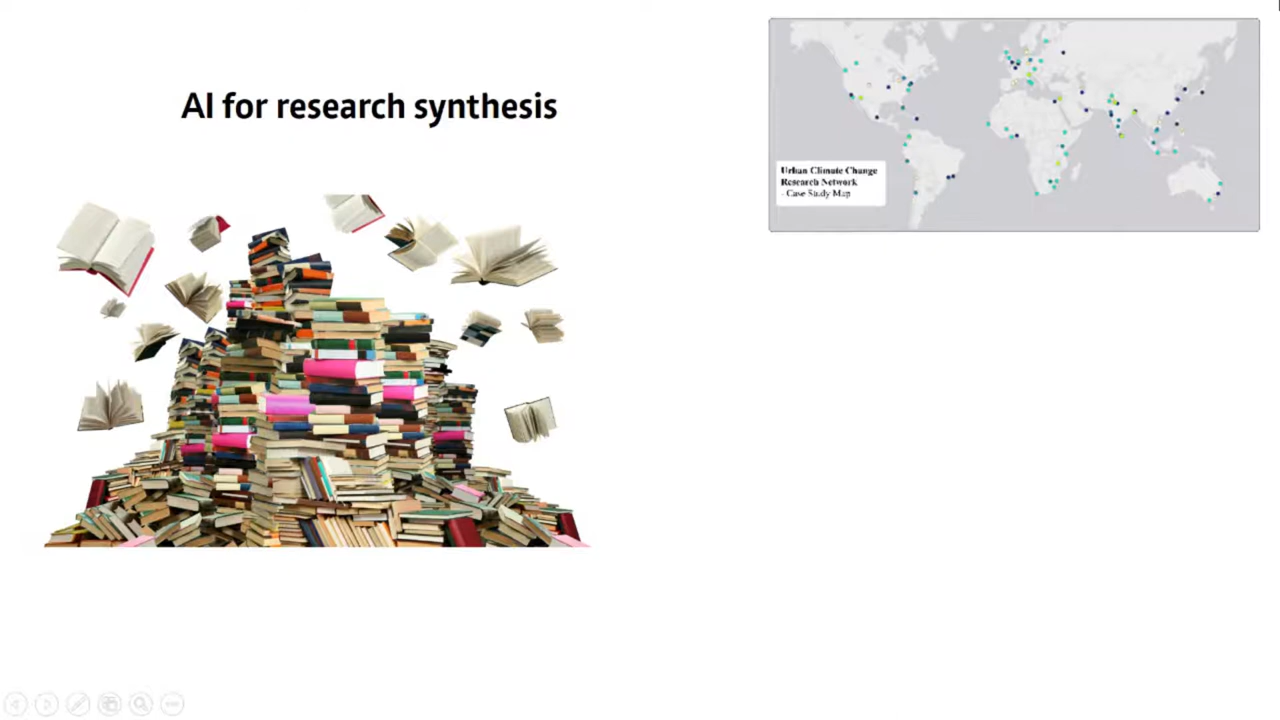 AI for research synthesis
Urban Climate Change
Research Network
- Case Study Map